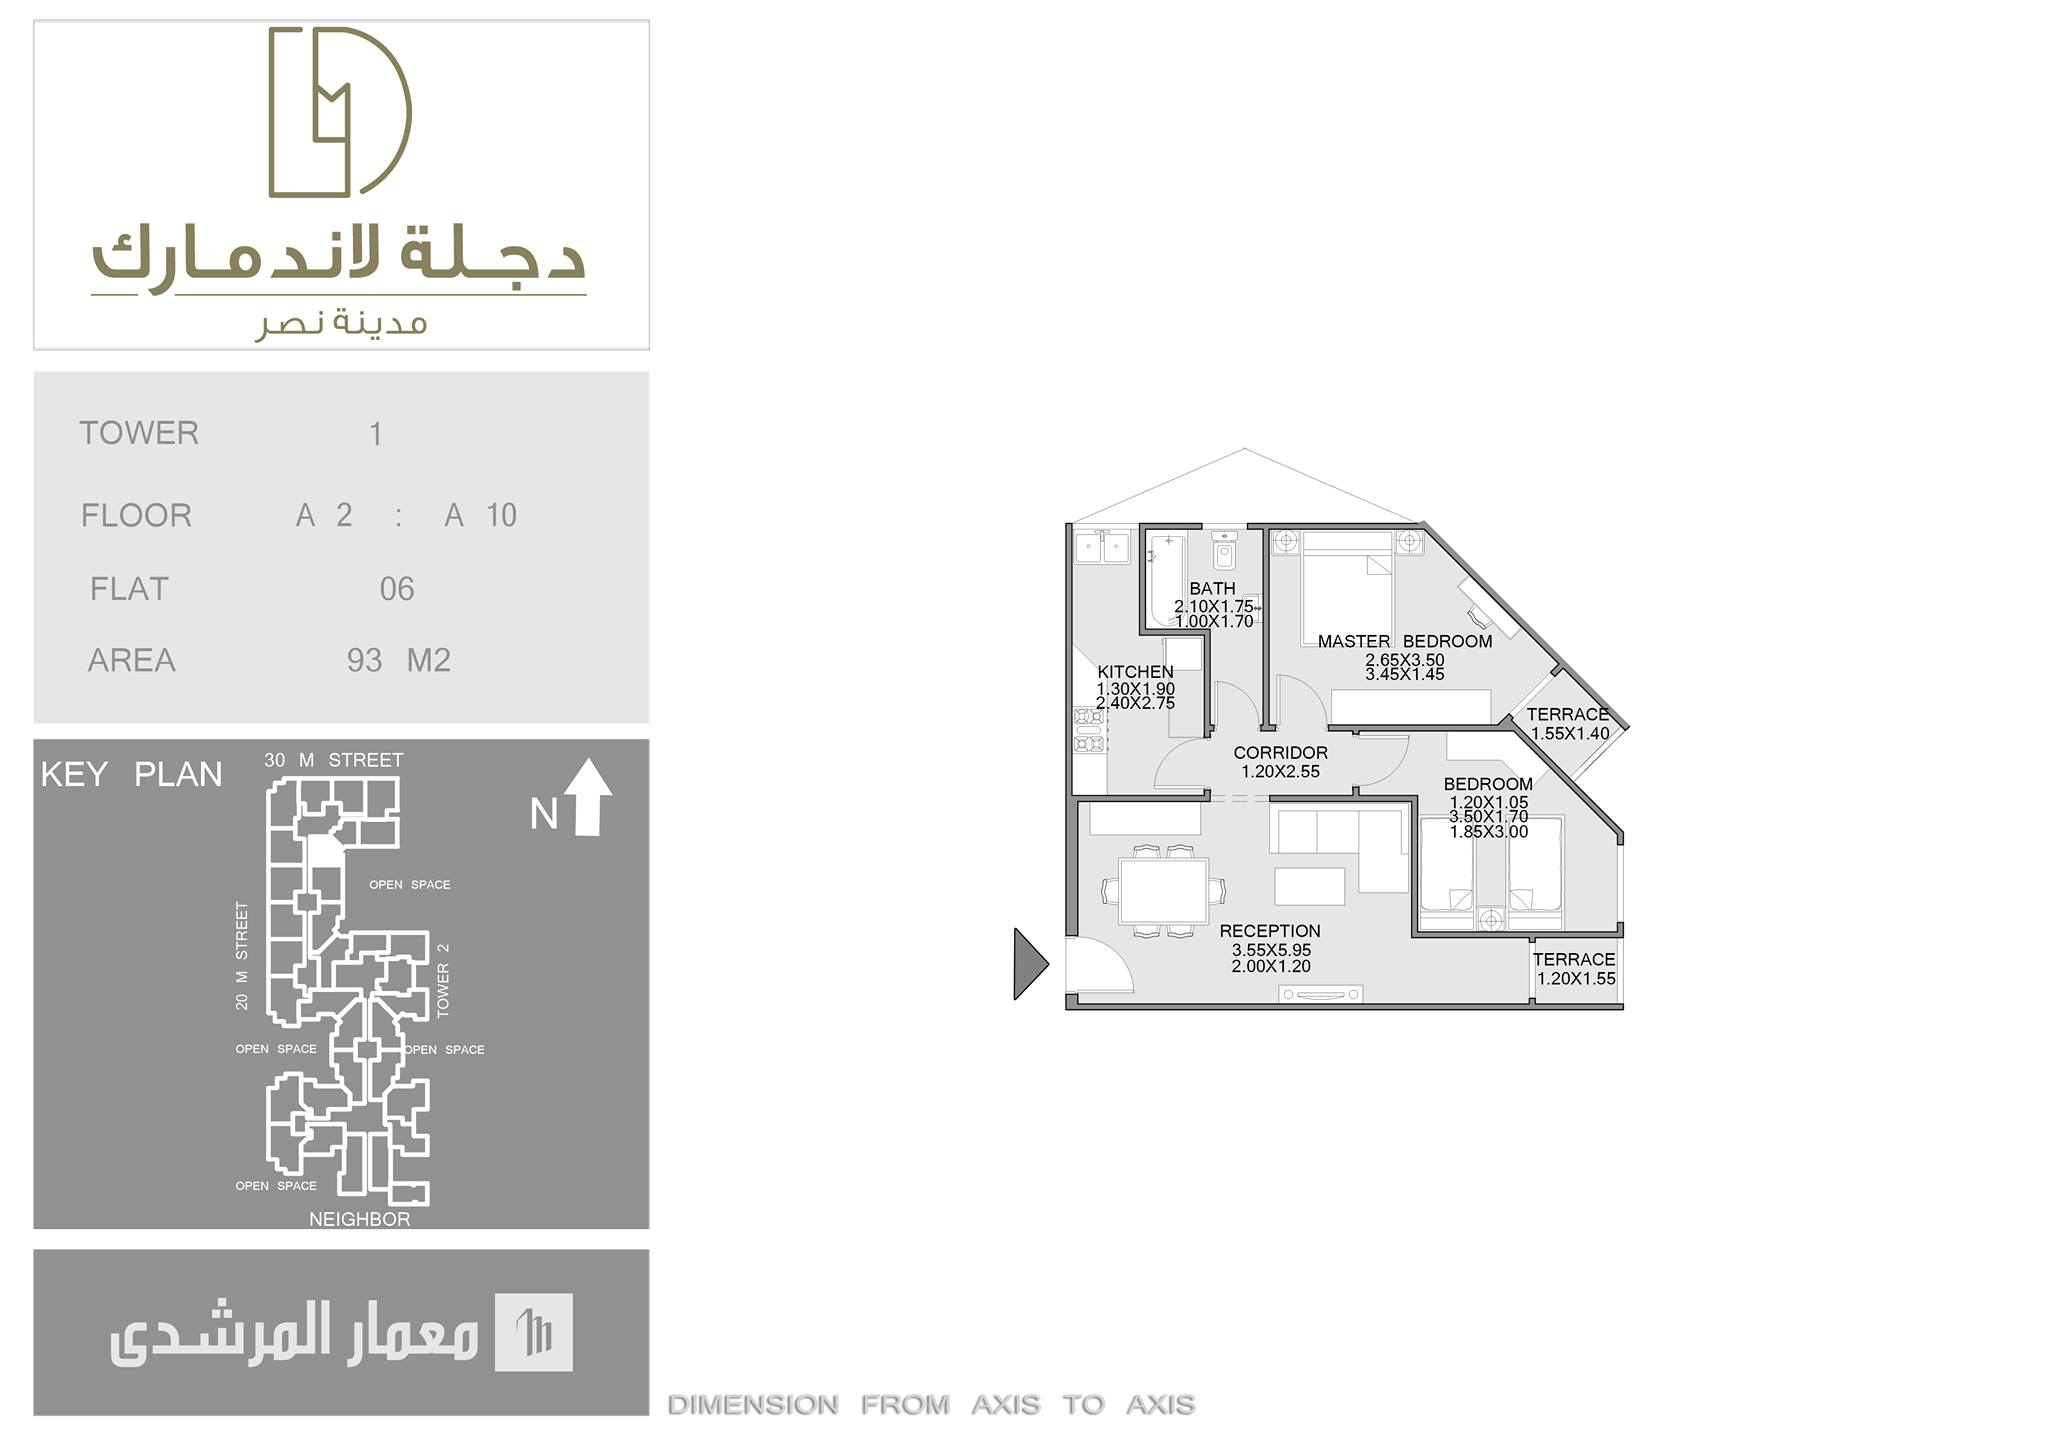 دجلة لاندمارك
مدينة نصر
TOWER 1
FLOOR A 2 : A 10
FLAT 06
AREA 93 M2
KEY PLAN
30 M STREET
N
OPEN SPACE
20 M STREET
TOWER 2
OPEN SPACE
OPEN SPACE
OPEN SPACE
NEIGHBOR
معمار المرشدى
BATH
2.10X1.75
1.00X1.70
MASTER BEDROOM
2.65X3.50
3.45X1.45
KITCHEN
1.30X1.90
2.40X2.75
TERRACE
1.55X1.40
CORRIDOR
1.20X2.55
BEDROOM
1.20X1.05
3.50X1.70
1.85X3.00
RECEPTION
3.55X5.95
2.00X1.20
TERRACE
1.20X1.55
DIMENSION FROM AXIS TO AXIS